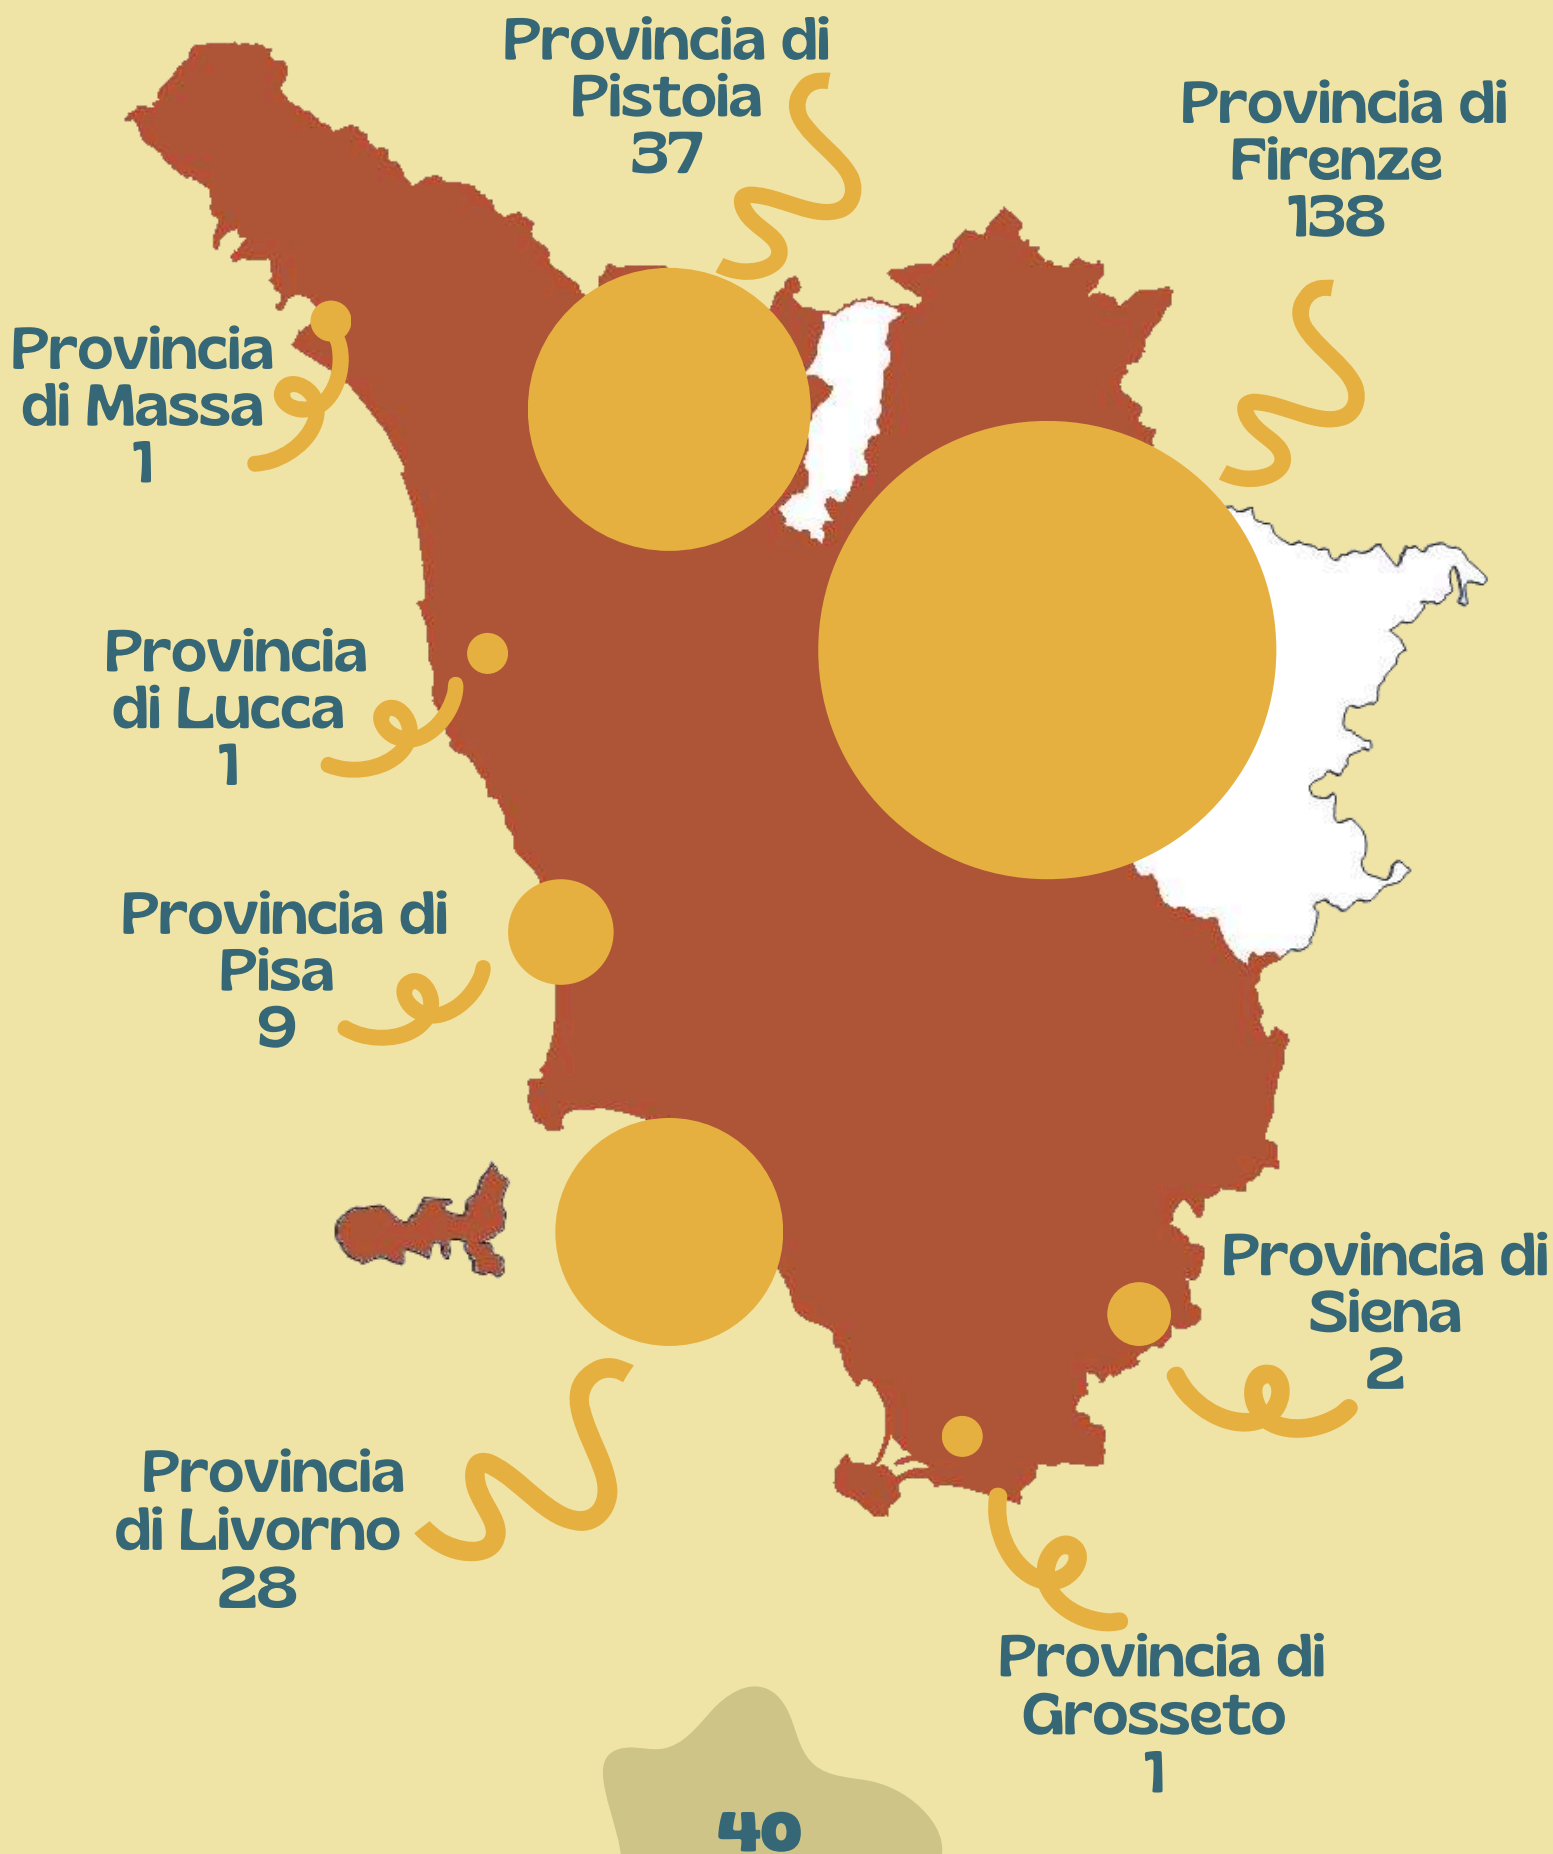 Provincia di
Pistoia
37
Provincia di
Firenze
138
Provincia
di Massa
1
Provincia
di Lucca
1
Provincia di
Pisa
9
Provincia di
Siena
2
Provincia
di Livorno
28
Provincia di
Grosseto
1
40